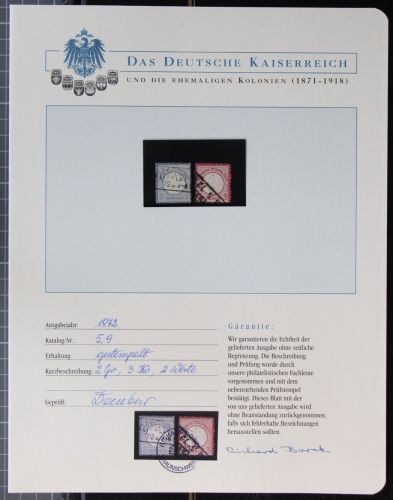 DAS DEUTSCHE KAISERREICH
UND DIE EHEMALIGEN KOLONIEN (1871–1918)
Ausgabejahr: 1872
Katalog-Nr.: 5, 9
Erhaltung: gestempelt
Kurzbeschreibung: 2 Gr, 3 Kr, 2 Werte
Geprüft:
Garantie:
Wir garantieren die Echtheit der
gelieferten Ausgabe ohne zeitliche
Begrenzung. Die Beschreibung
und Prüfung wurde durch
unsere philatelistischen Fachleute
vorgenommen und mit dem
nebenstehenden Prüfstempel
bestätigt. Dieses Blatt mit der
von uns gelieferten Ausgabe wird
ohne Beanstandung zurückgenommen,
falls sich fehlerhafte Bezeichnungen
herausstellen sollten.
Richard Borek